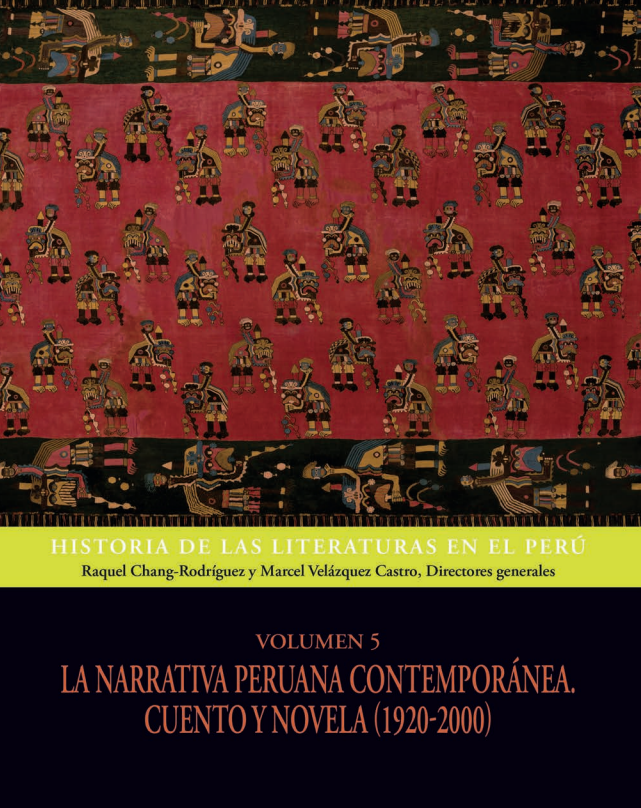 HISTORIA DE LAS LITERATURAS EN EL PERÚ
Raquel Chang-Rodríguez y Marcel Velázquez Castro, Directores generales
VOLUMEN 5
LA NARRATIVA PERUANA CONTEMPORÁNEA.
CUENTO Y NOVELA (1920-2000)